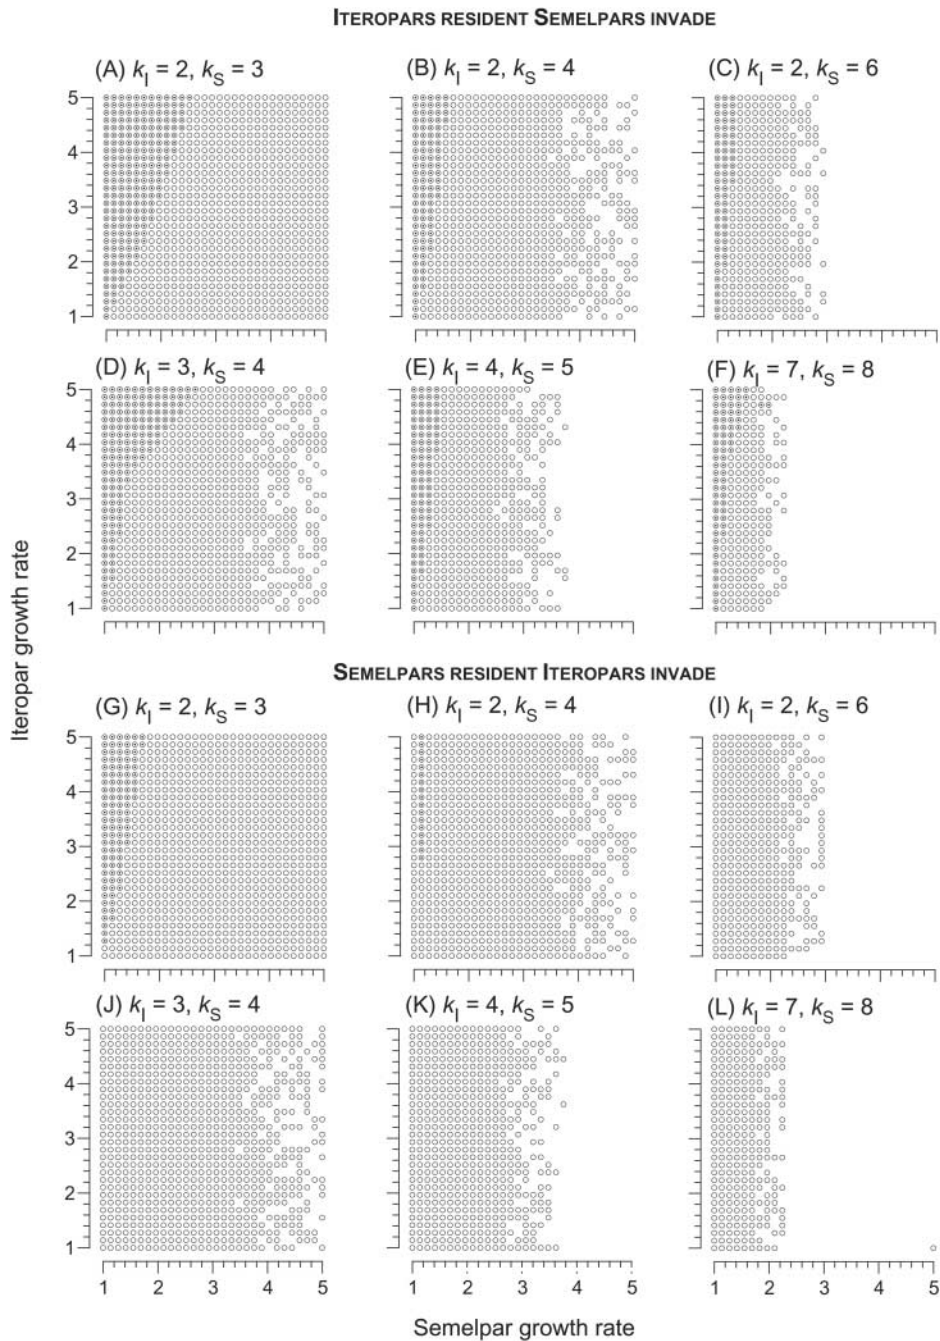 ITEROPARS RESIDENT SEMELPARS INVADE
(A) kI = 2, kS = 3
(B) kI = 2, kS = 4
(C) kI = 2, kS = 6
5
4
3
2
1
(D) kI = 3, kS = 4
(E) kI = 4, kS = 5
(F) kI = 7, kS = 8
5
4
3
2
1
Iteropar growth rate
SEMELPARS RESIDENT ITEROPARS INVADE
(G) kI = 2, kS = 3
(H) kI = 2, kS = 4
(I) kI = 2, kS = 6
5
4
3
2
1
(J) kI = 3, kS = 4
(K) kI = 4, kS = 5
(L) kI = 7, kS = 8
5
4
3
2
1
1 2 3 4 5 1 2 3 4 5 1 2 3 4 5
Semelpar growth rate